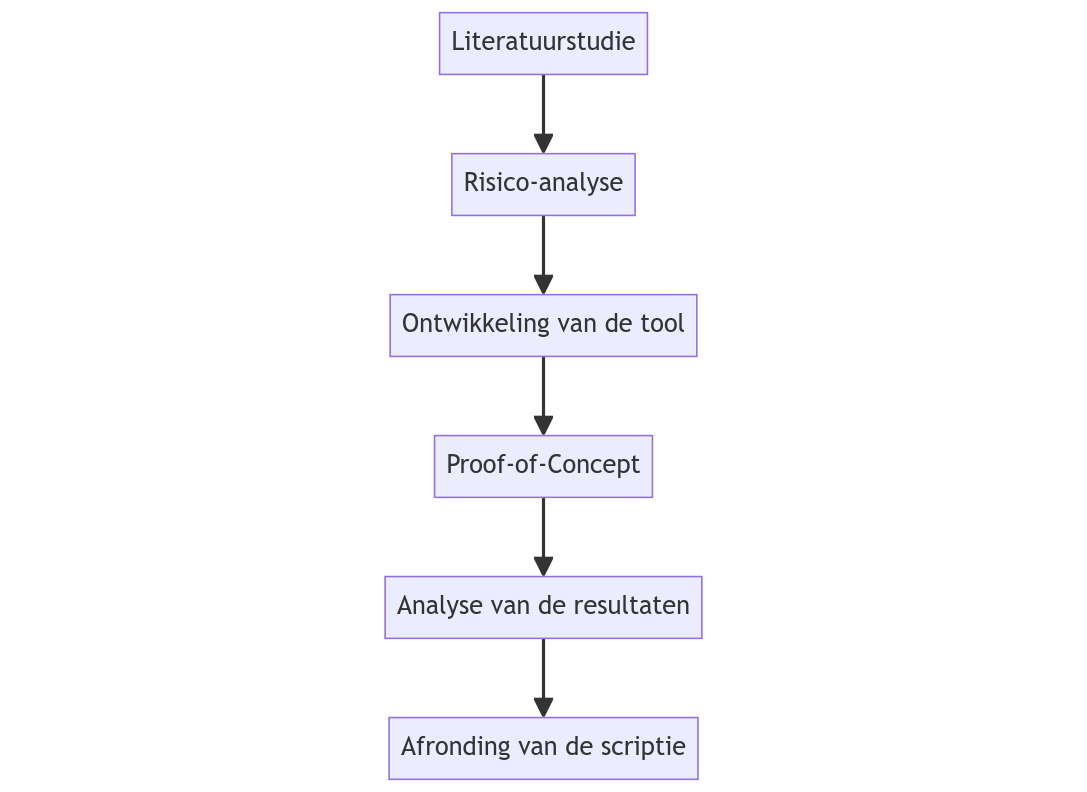 Literatuurstudie
Risico-analyse
Ontwikkeling van de tool
Proof-of-Concept
Analyse van de resultaten
Afronding van de scriptie